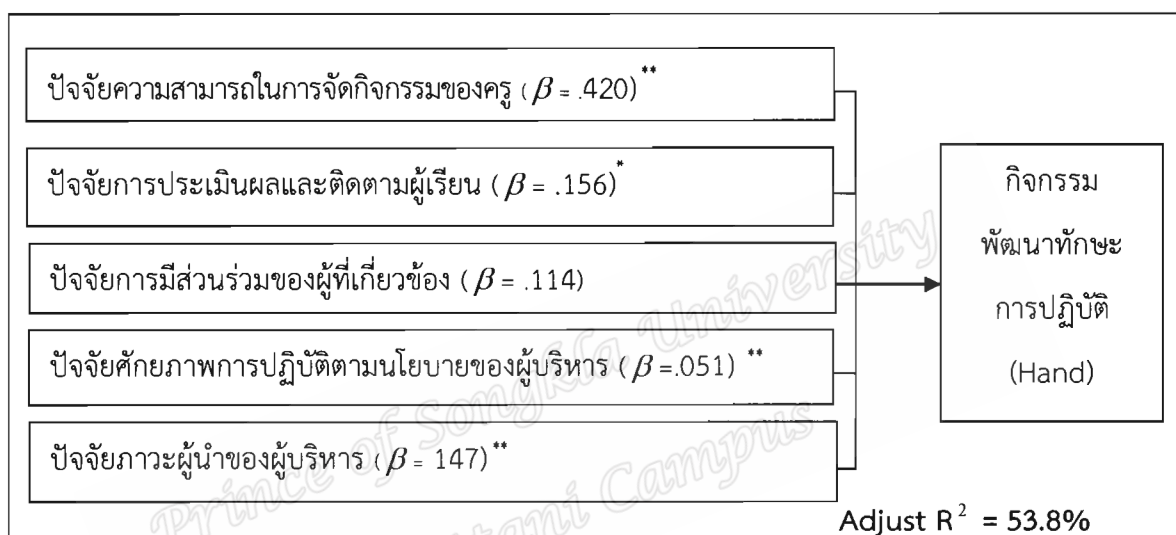 ปัจจัยความสามารถในการจัดกิจกรรมของครู (β = .420)**
ปัจจัยการประเมินผลและติดตามผู้เรียน (β = .156)*
ปัจจัยการมีส่วนร่วมของผู้ที่เกี่ยวข้อง (β = .114)
ปัจจัยศักยภาพการปฏิบัติตามนโยบายของผู้บริหาร (β =.051) **
ปัจจัยภาวะผู้นำของผู้บริหาร (β = 147)**
กิจกรรม
พัฒนาทักษะ
การปฏิบัติ
(Hand)
Adjust R² = 53.8%
Prince of Songkla University
Pattani Campus